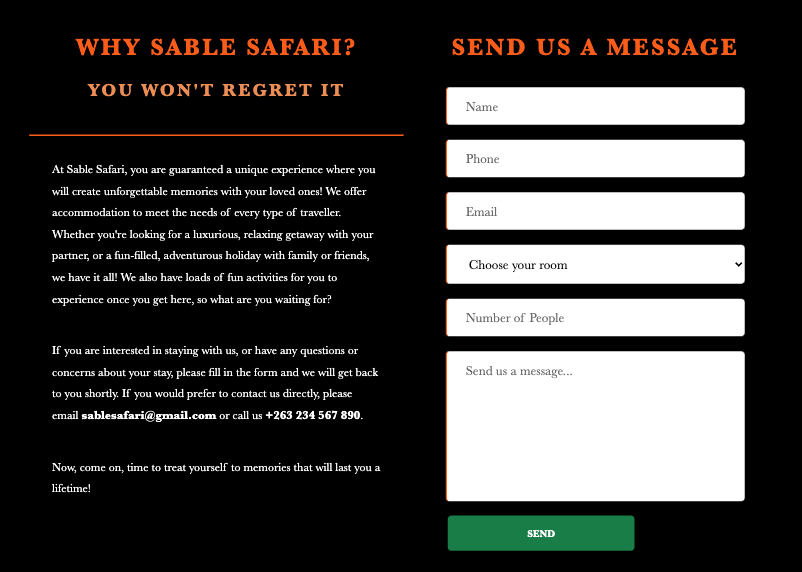 WHY SABLE SAFARI?
YOU WON'T REGRET IT
At Sable Safari, you are guaranteed a unique experience where you
will create unforgettable memories with your loved ones! We offer
accommodation to meet the needs of every type of traveller.
Whether you're looking for a luxurious, relaxing getaway with your
partner, or a fun-filled, adventurous holiday with family or friends,
we have it all! We also have loads of fun activities for you to
experience once you get here, so what are you waiting for?
If you are interested in staying with us, or have any questions or
concerns about your stay, please fill in the form and we will get back
to you shortly. If you would prefer to contact us directly, please
email sablesafari@gmail.com or call us +263 234 567 890.
Now, come on, time to treat yourself to memories that will last you a
lifetime!
SEND US A MESSAGE
Name
Phone
Email
Choose your room
Number of People
Send us a message...
SEND